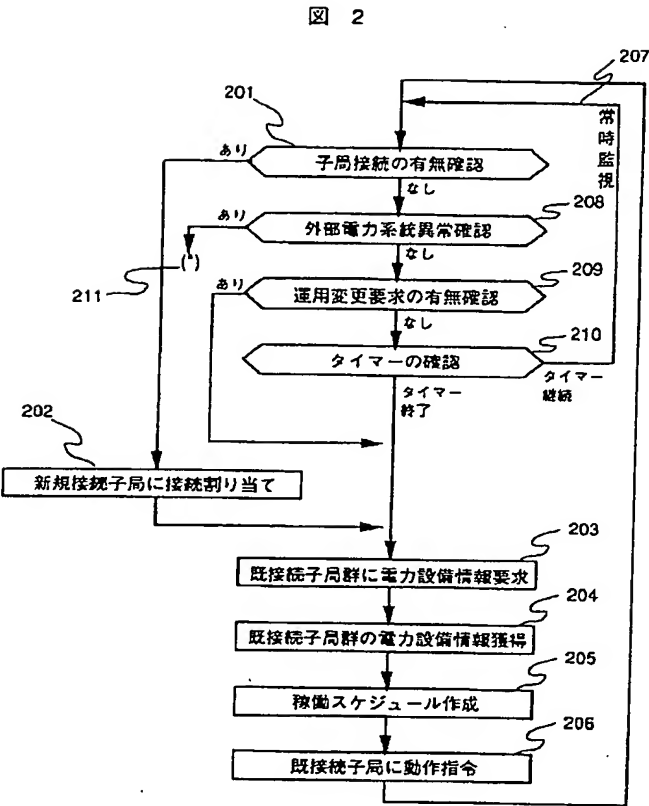 図 2
207
201
常時監視
あり
子局接続の有無確認
なし
208
あり
外部電力系統異常確認
なし
209
(*)
211
あり
運用変更要求の有無確認
なし
210
タイマーの確認
タイマー
継続
タイマー
終了
202
新規接続子局に接続割り当て
203
既接続子局群に電力設備情報要求
204
既接続子局群の電力設備情報獲得
205
稼働スケジュール作成
206
既接続子局に動作指令